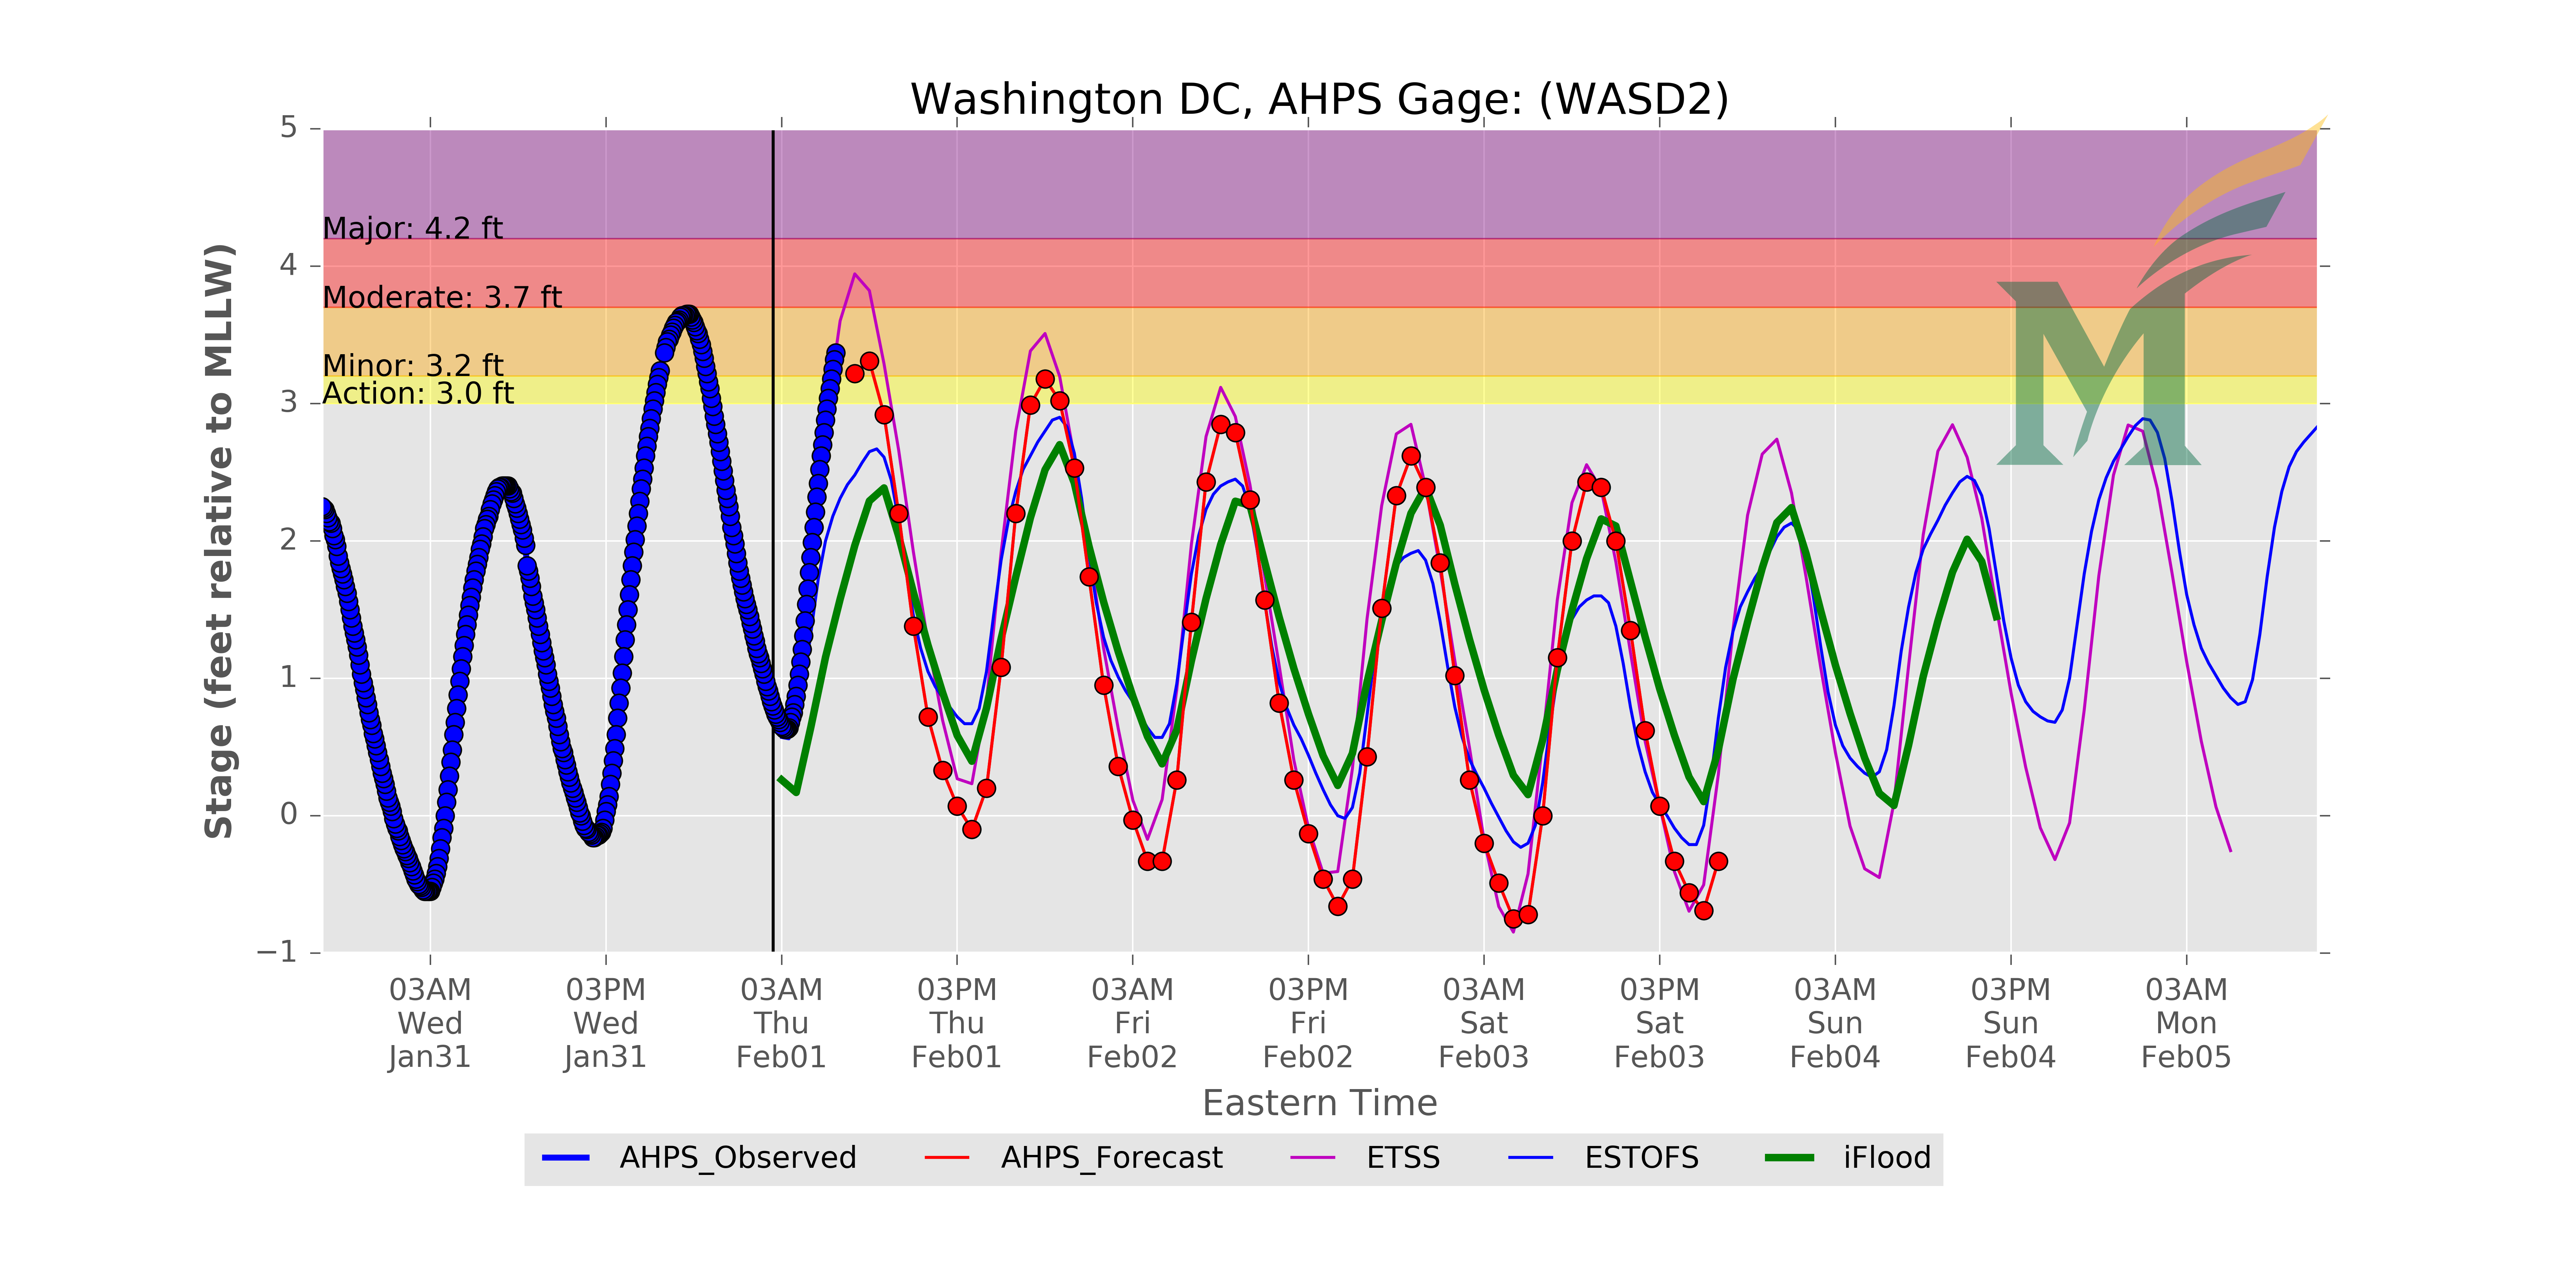 Washington DC, AHPS Gage: (WASD2)
Stage (feet relative to MLLW)
5
4
3
2
1
0
−1
Major: 4.2 ft
Moderate: 3.7 ft
Minor: 3.2 ft
Action: 3.0 ft
M
03AM 03PM 03AM 03PM 03AM 03PM 03AM 03PM 03AM 03PM 03AM
Wed Wed Thu Thu Fri Fri Sat Sat Sun Sun Mon
Jan31 Jan31 Feb01 Feb01 Feb02 Feb02 Feb03 Feb03 Feb04 Feb04 Feb05
Eastern Time
AHPS_Observed AHPS_Forecast ETSS ESTOFS iFlood